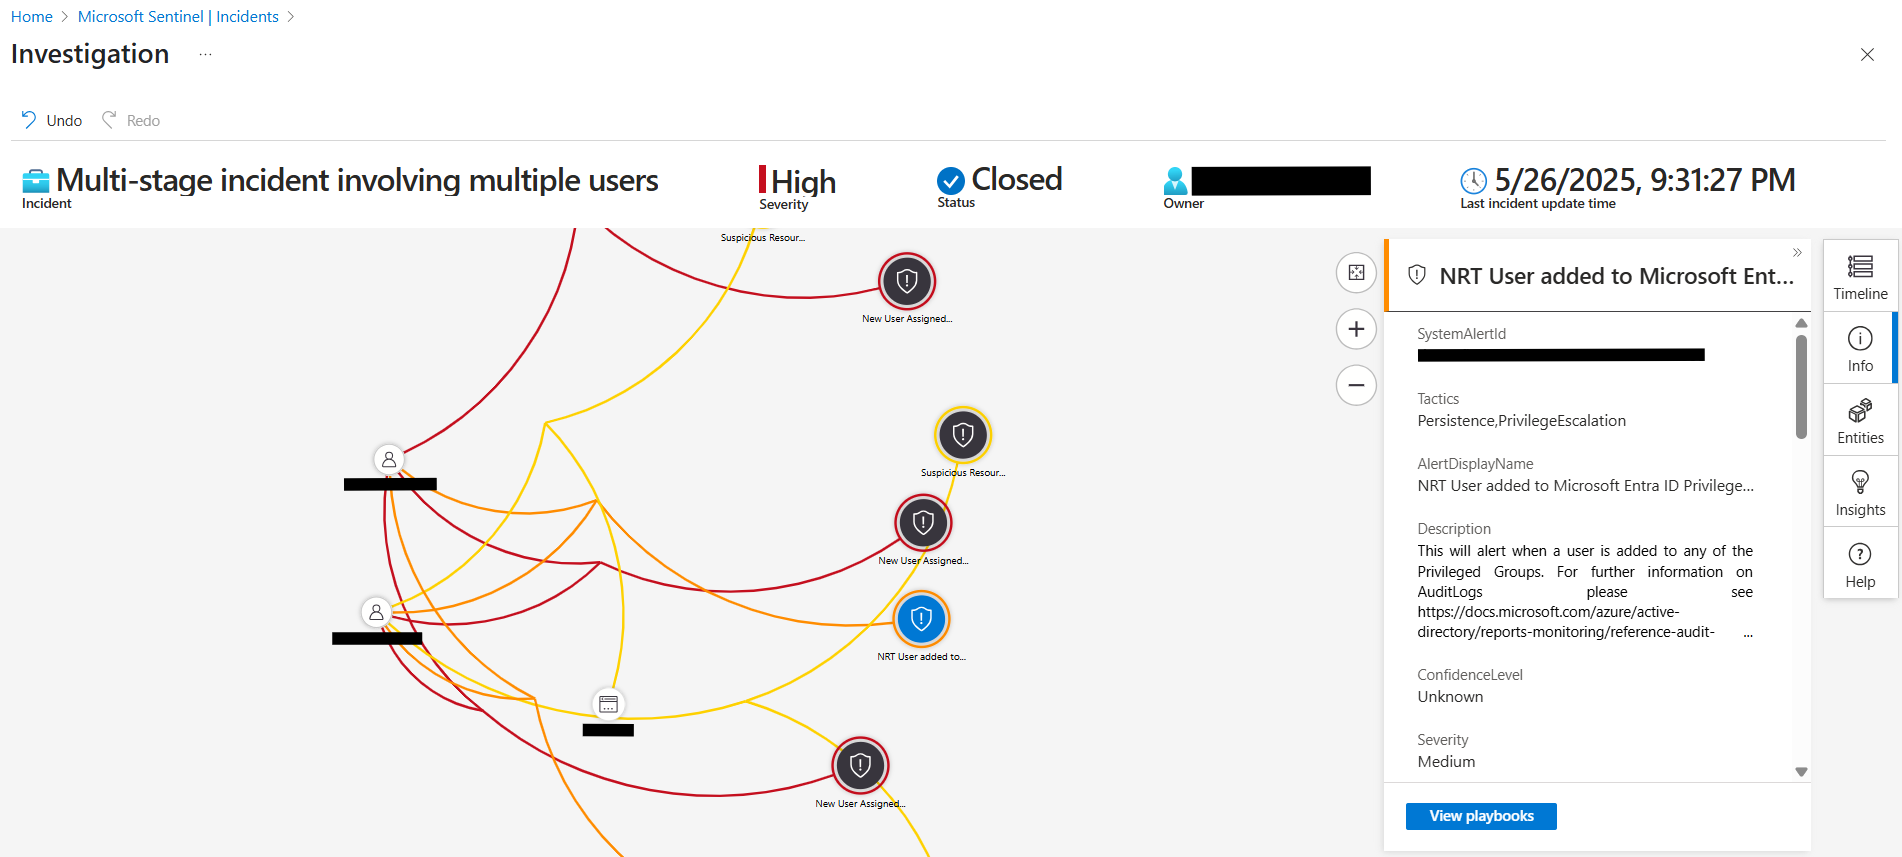 Home > Microsoft Sentinel | Incidents >
Investigation ...
Undo Redo
Multi-stage incident involving multiple users
Incident
High
Severity
Closed
Status
Owner
5/26/2025, 9:31:27 PM
Last incident update time
Suspicious Resour...
New User Assigned...
Suspicious Resour...
New User Assigned...
NRT User added to...
New User Assigned...
NRT User added to Microsoft Ent...
SystemAlertId
Tactics
Persistence,PrivilegeEscalation
AlertDisplayName
NRT User added to Microsoft Entra ID Privilege...
Description
This will alert when a user is added to any of the
Privileged Groups. For further information on
AuditLogs please see
https://docs.microsoft.com/azure/active-
directory/reports-monitoring/reference-audit- ...
ConfidenceLevel
Unknown
Severity
Medium
View playbooks
Timeline
Info
Entities
Insights
Help